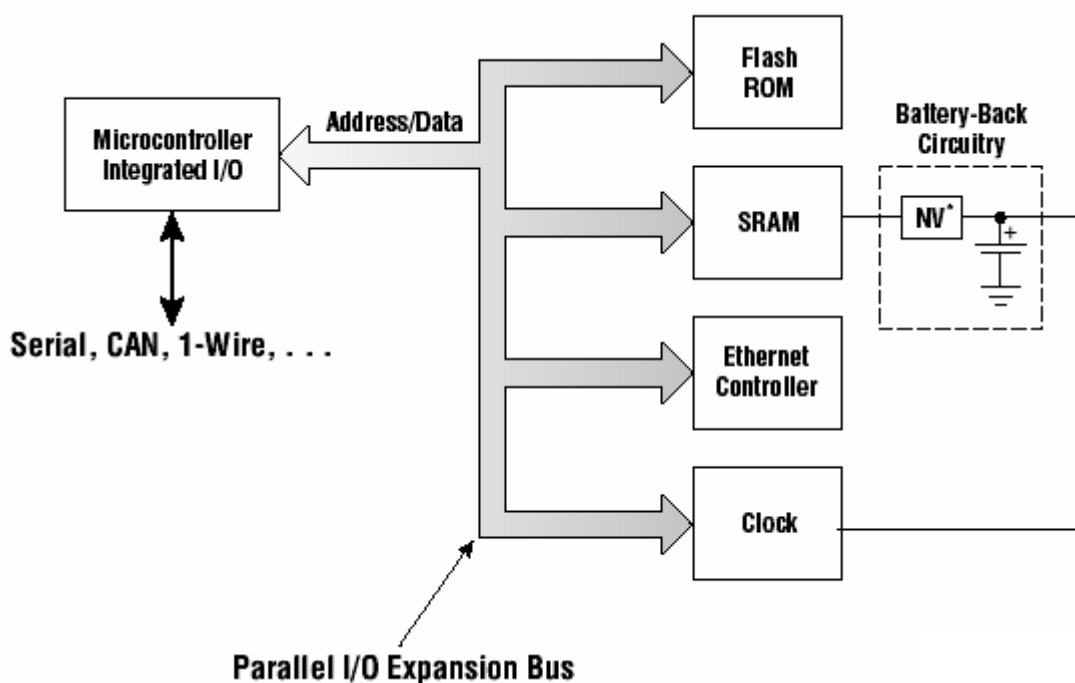 Flash
ROM
Battery-Back
Circuitry
Microcontroller
Integrated I/O
Address/Data
SRAM
NV*
+
Serial, CAN, 1-Wire, . . .
Ethernet
Controller
Clock
Parallel I/O Expansion Bus